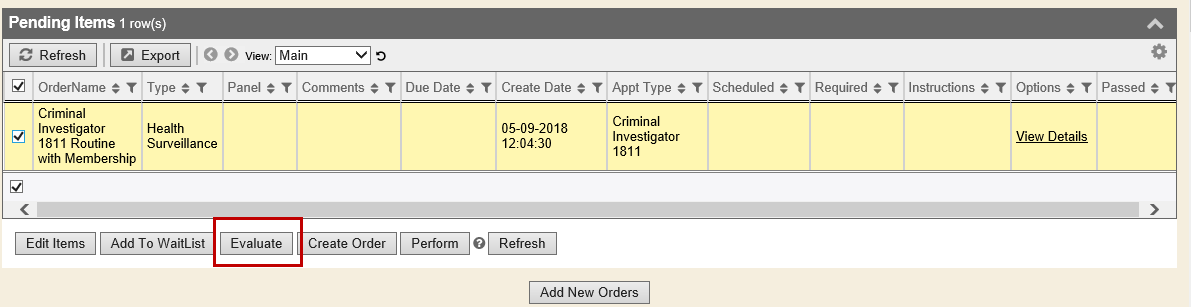 Pending Items 1 row(s)
Refresh Export View: Main
OrderName Type Panel Comments Due Date Create Date Appt Type Scheduled Required Instructions Options Passed
Criminal
Investigator
1811 Routine
with Membership
Health
Surveillance
05-09-2018
12:04:30
Criminal
Investigator
1811
View Details
Edit Items Add To WaitList Evaluate Create Order Perform ? Refresh
Add New Orders